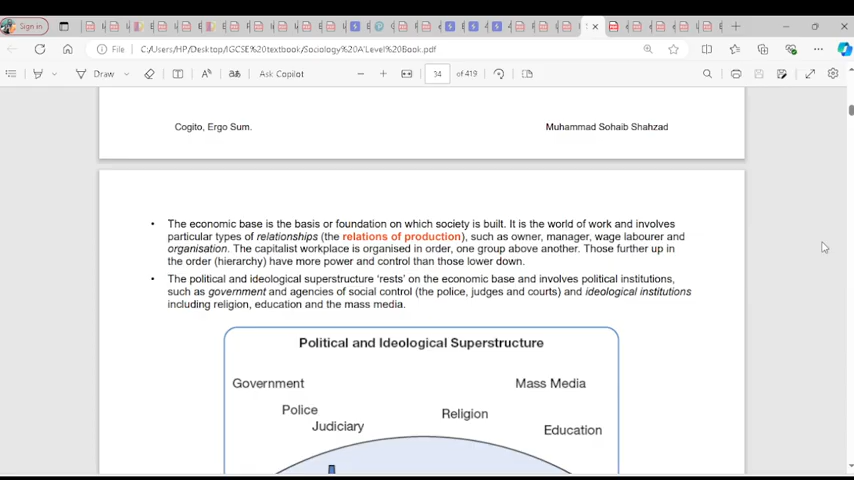 Sign in
File
C:/Users/HP/Desktop/IGCSE%20textbook/Sociology%20A'Level%20Book.pdf
Draw
Ask Copilot
34 of 419
Cogito, Ergo Sum.
Muhammad Sohaib Shahzad
• The economic base is the basis or foundation on which society is built. It is the world of work and involves
particular types of relationships (the relations of production), such as owner, manager, wage labourer and
organisation. The capitalist workplace is organised in order, one group above another. Those further up in
the order (hierarchy) have more power and control than those lower down.
• The political and ideological superstructure ‘rests’ on the economic base and involves political institutions,
such as government and agencies of social control (the police, judges and courts) and ideological institutions
including religion, education and the mass media.
Political and Ideological Superstructure
Government
Mass Media
Police
Religion
Judiciary
Education